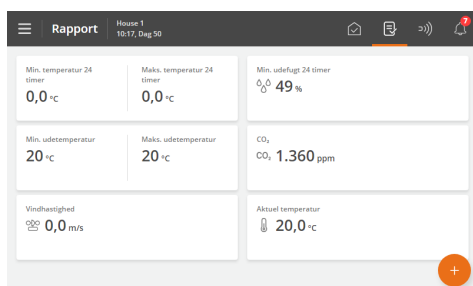 Rapport
House 1
10:17, Dag 50
7
Min. temperatur 24
timer
0,0 °C
Maks. temperatur 24
timer
0,0 °C
Min. udefugt 24 timer
49 %
Min. udetemperatur
20 °C
Maks. udetemperatur
20 °C
CO₂
CO₂ 1.360 ppm
Vindhastighed
0,0 m/s
Aktuel temperatur
20,0 °C
+